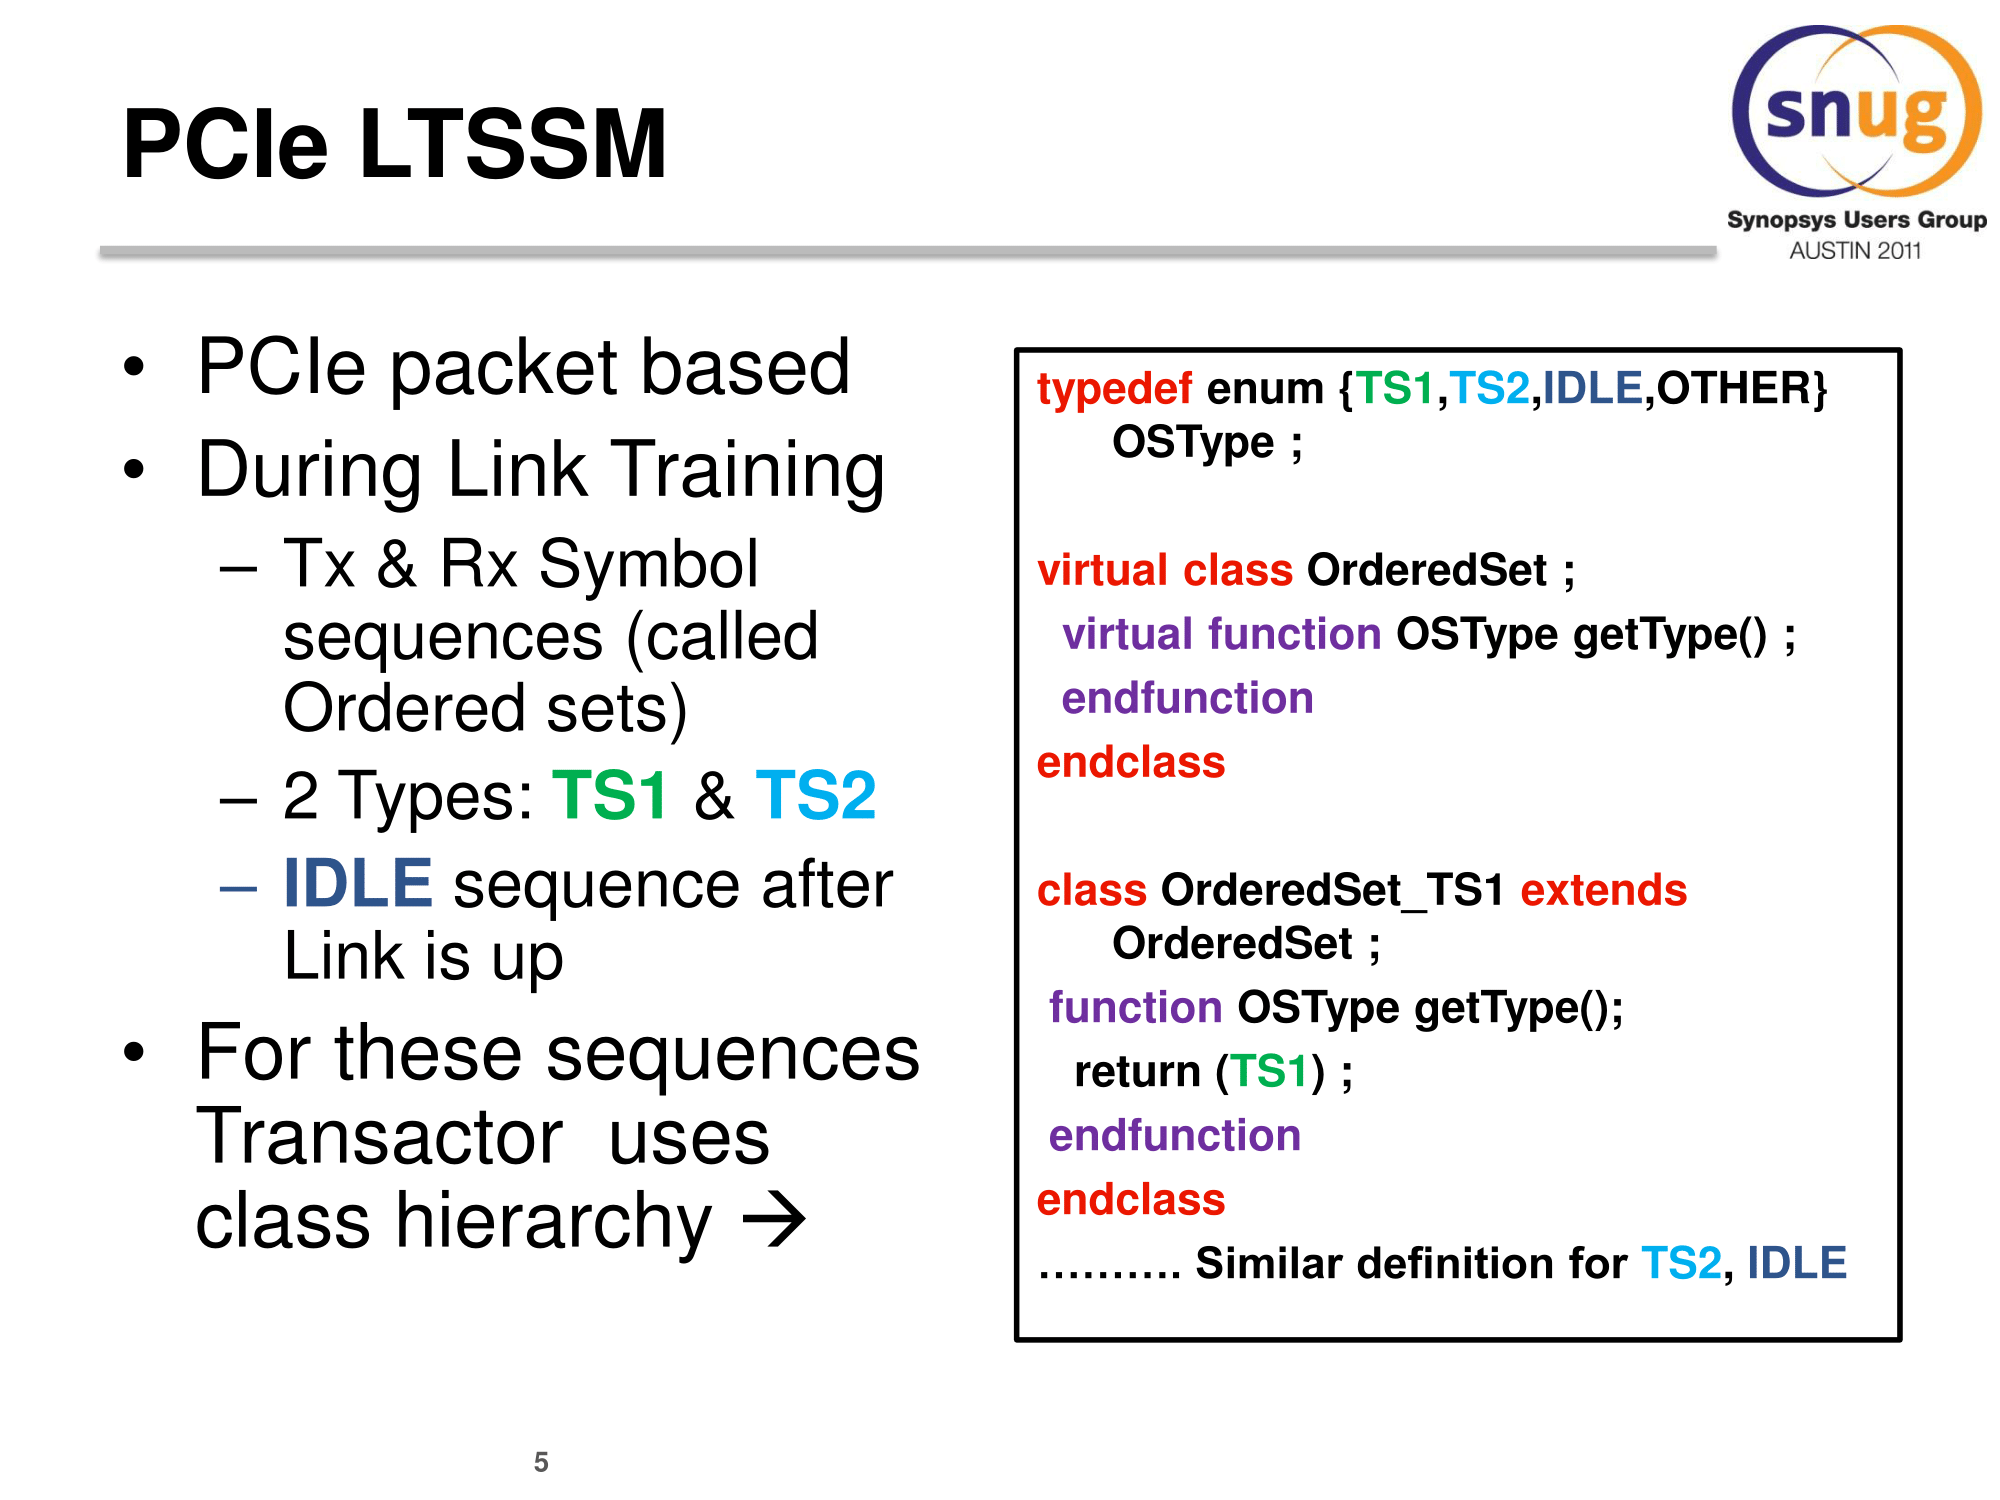 PCIe LTSSM
snug
Synopsys Users Group
AUSTIN 2011
• PCIe packet based
• During Link Training
– Tx & Rx Symbol
sequences (called
Ordered sets)
– 2 Types: TS1 & TS2
– IDLE sequence after
Link is up
• For these sequences
Transactor uses
class hierarchy →
typedef enum {TS1,TS2,IDLE,OTHER}
OSType ;
virtual class OrderedSet ;
virtual function OSType getType() ;
endfunction
endclass
class OrderedSet_TS1 extends
OrderedSet ;
function OSType getType();
return (TS1) ;
endfunction
endclass
………. Similar definition for TS2, IDLE
5